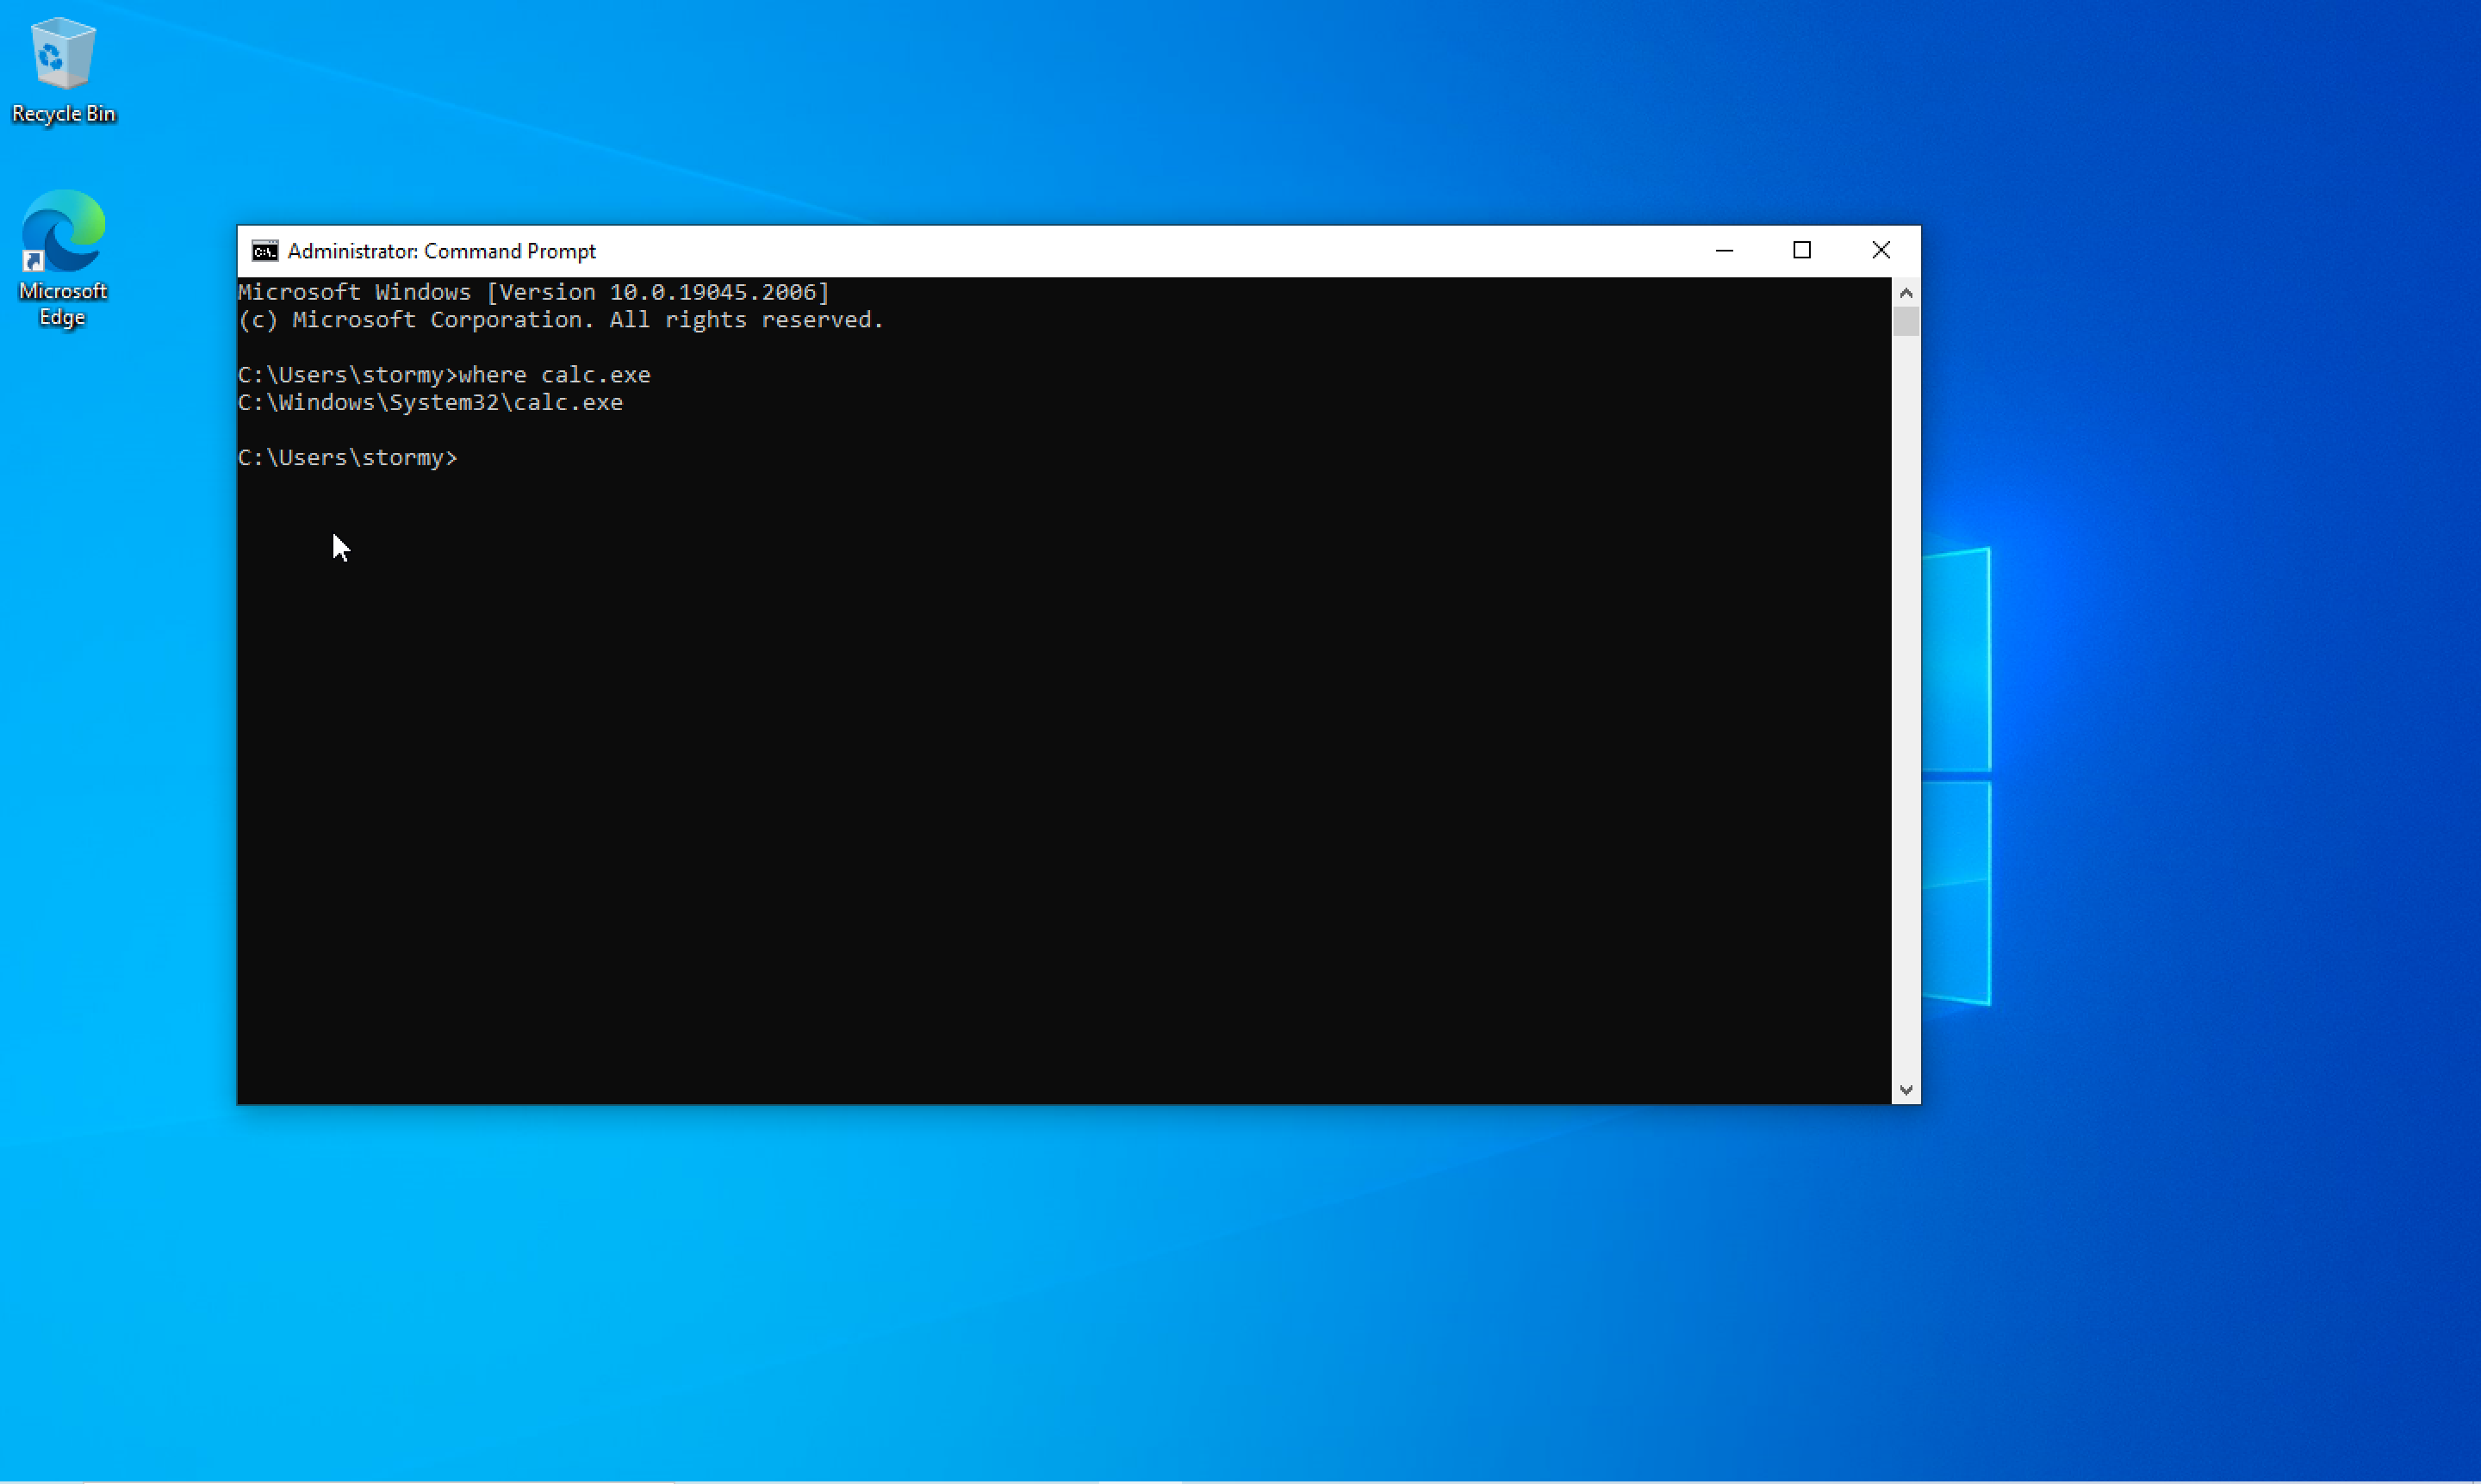 Recycle Bin
Microsoft
Edge
Administrator: Command Prompt
Microsoft Windows [Version 10.0.19045.2006]
(c) Microsoft Corporation. All rights reserved.
C:\Users\stormy>where calc.exe
C:\Windows\System32\calc.exe
C:\Users\stormy>